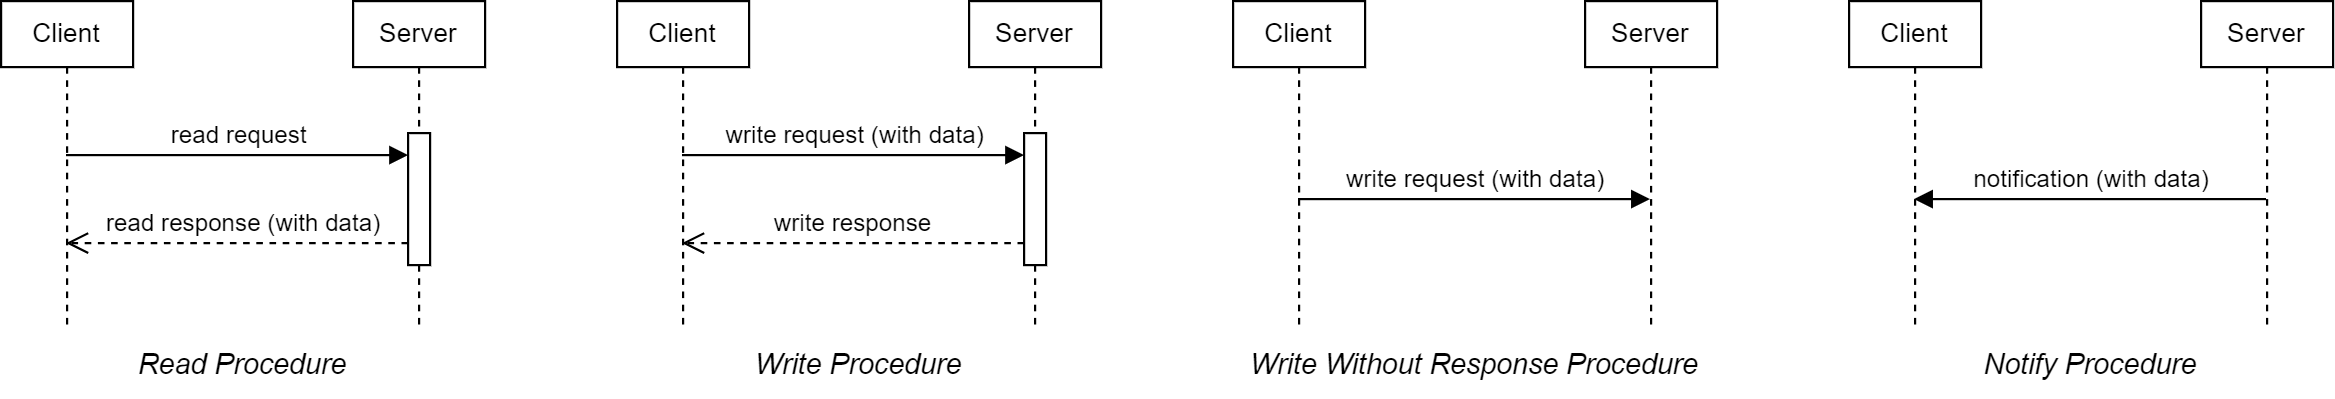 Client
Server
read request
read response (with data)
Read Procedure
Client
Server
write request (with data)
write response
Write Procedure
Client
Server
write request (with data)
Write Without Response Procedure
Client
Server
notification (with data)
Notify Procedure